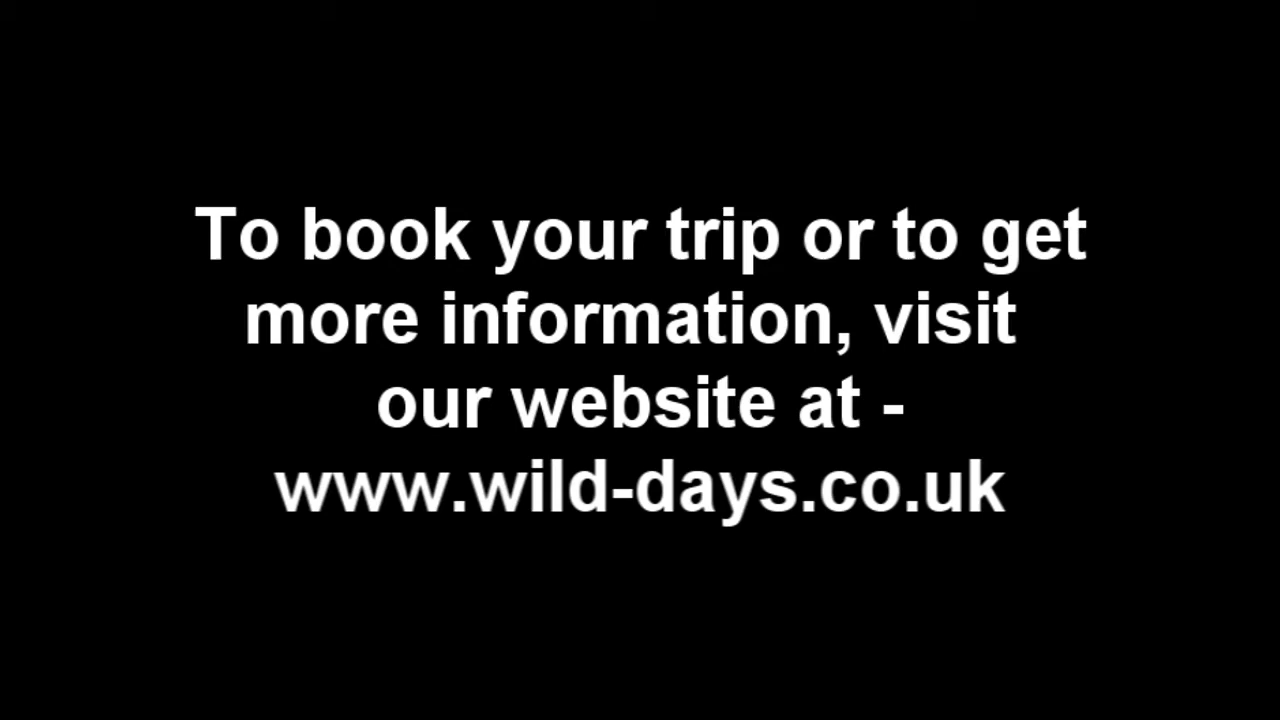 To book your trip or to get
more information, visit
our website at -
www.wild-days.co.uk